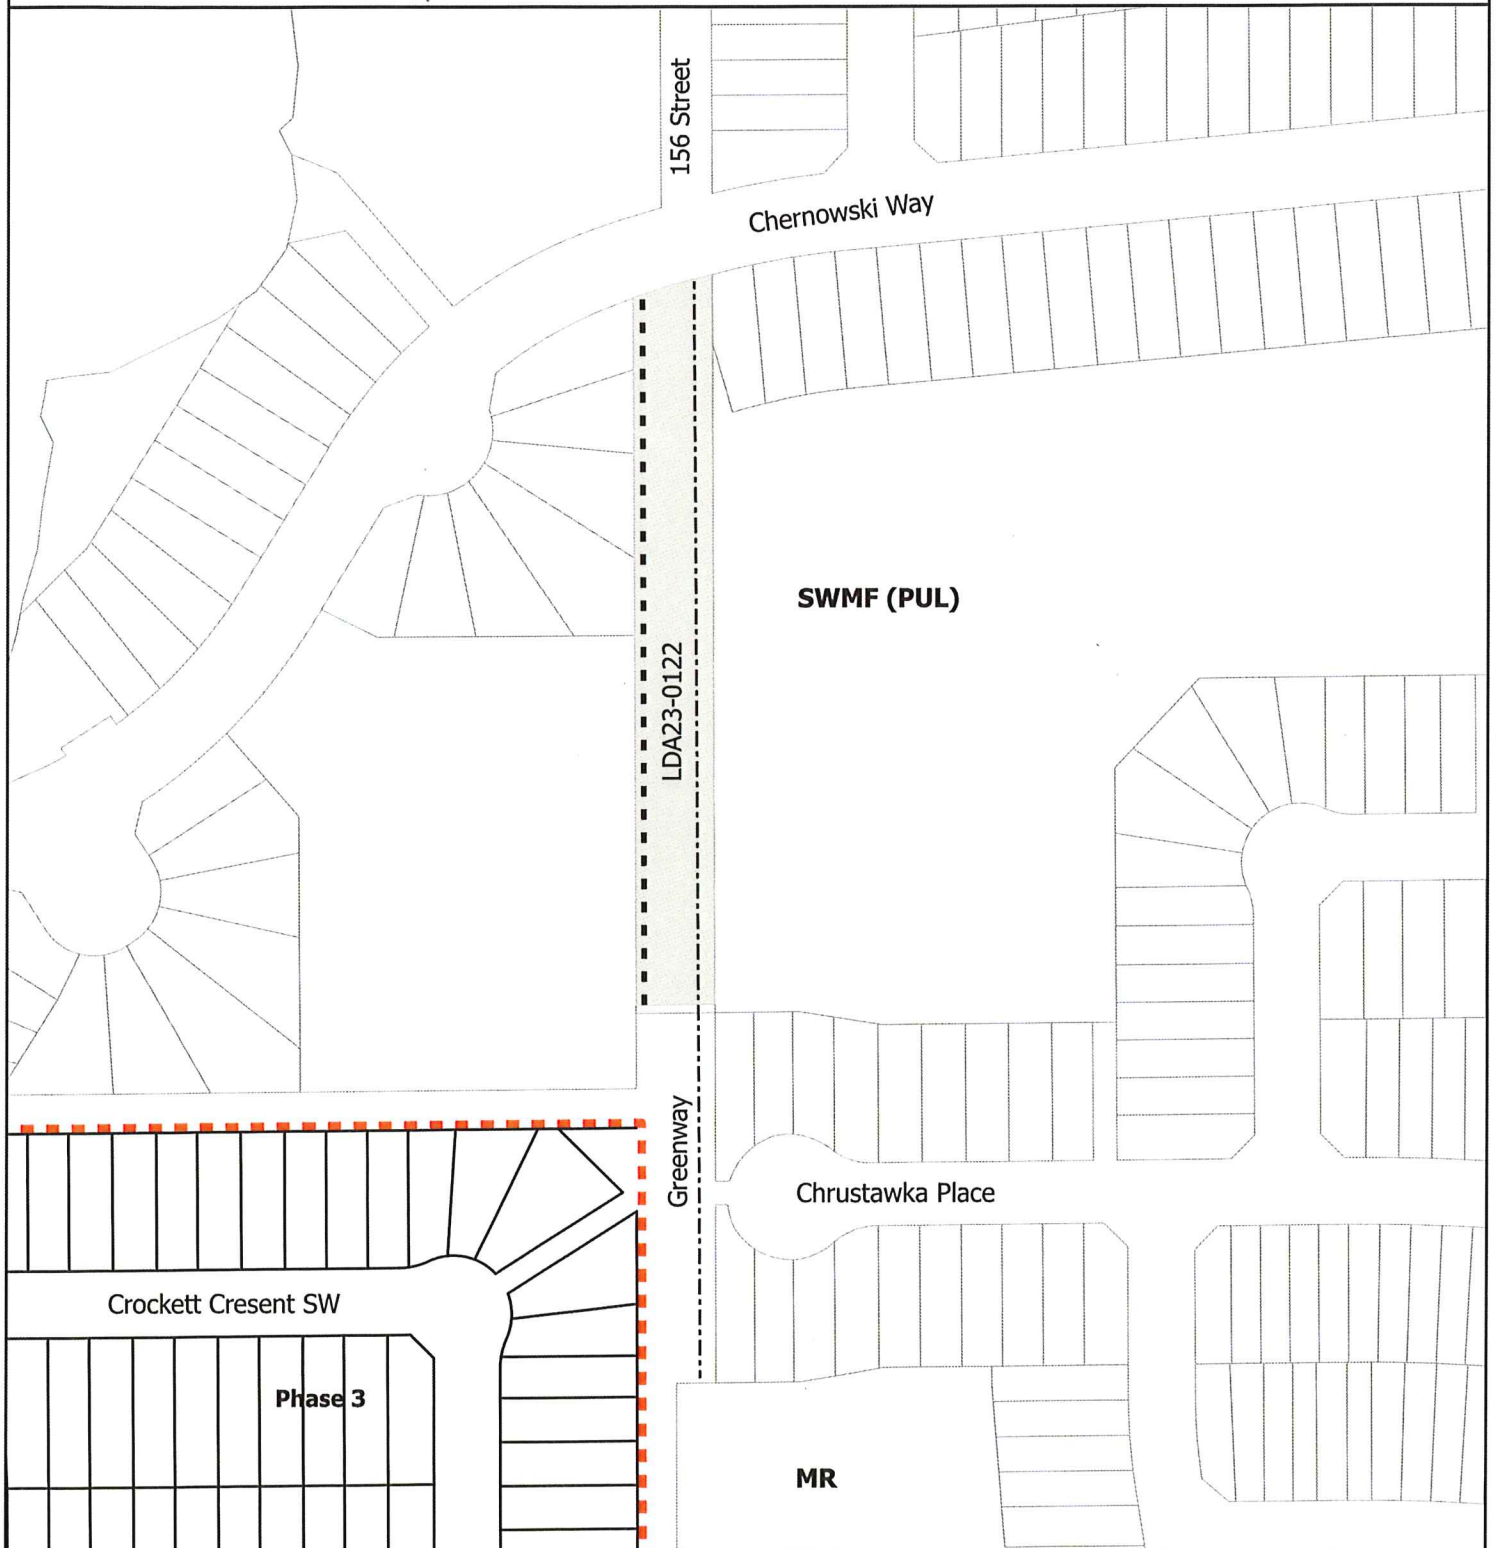 156 Street
Chernowski Way
SWMF (PUL)
LDA23-0122
Greenway
Chrustawka Place
Crockett Cresent SW
Phase 3
MR